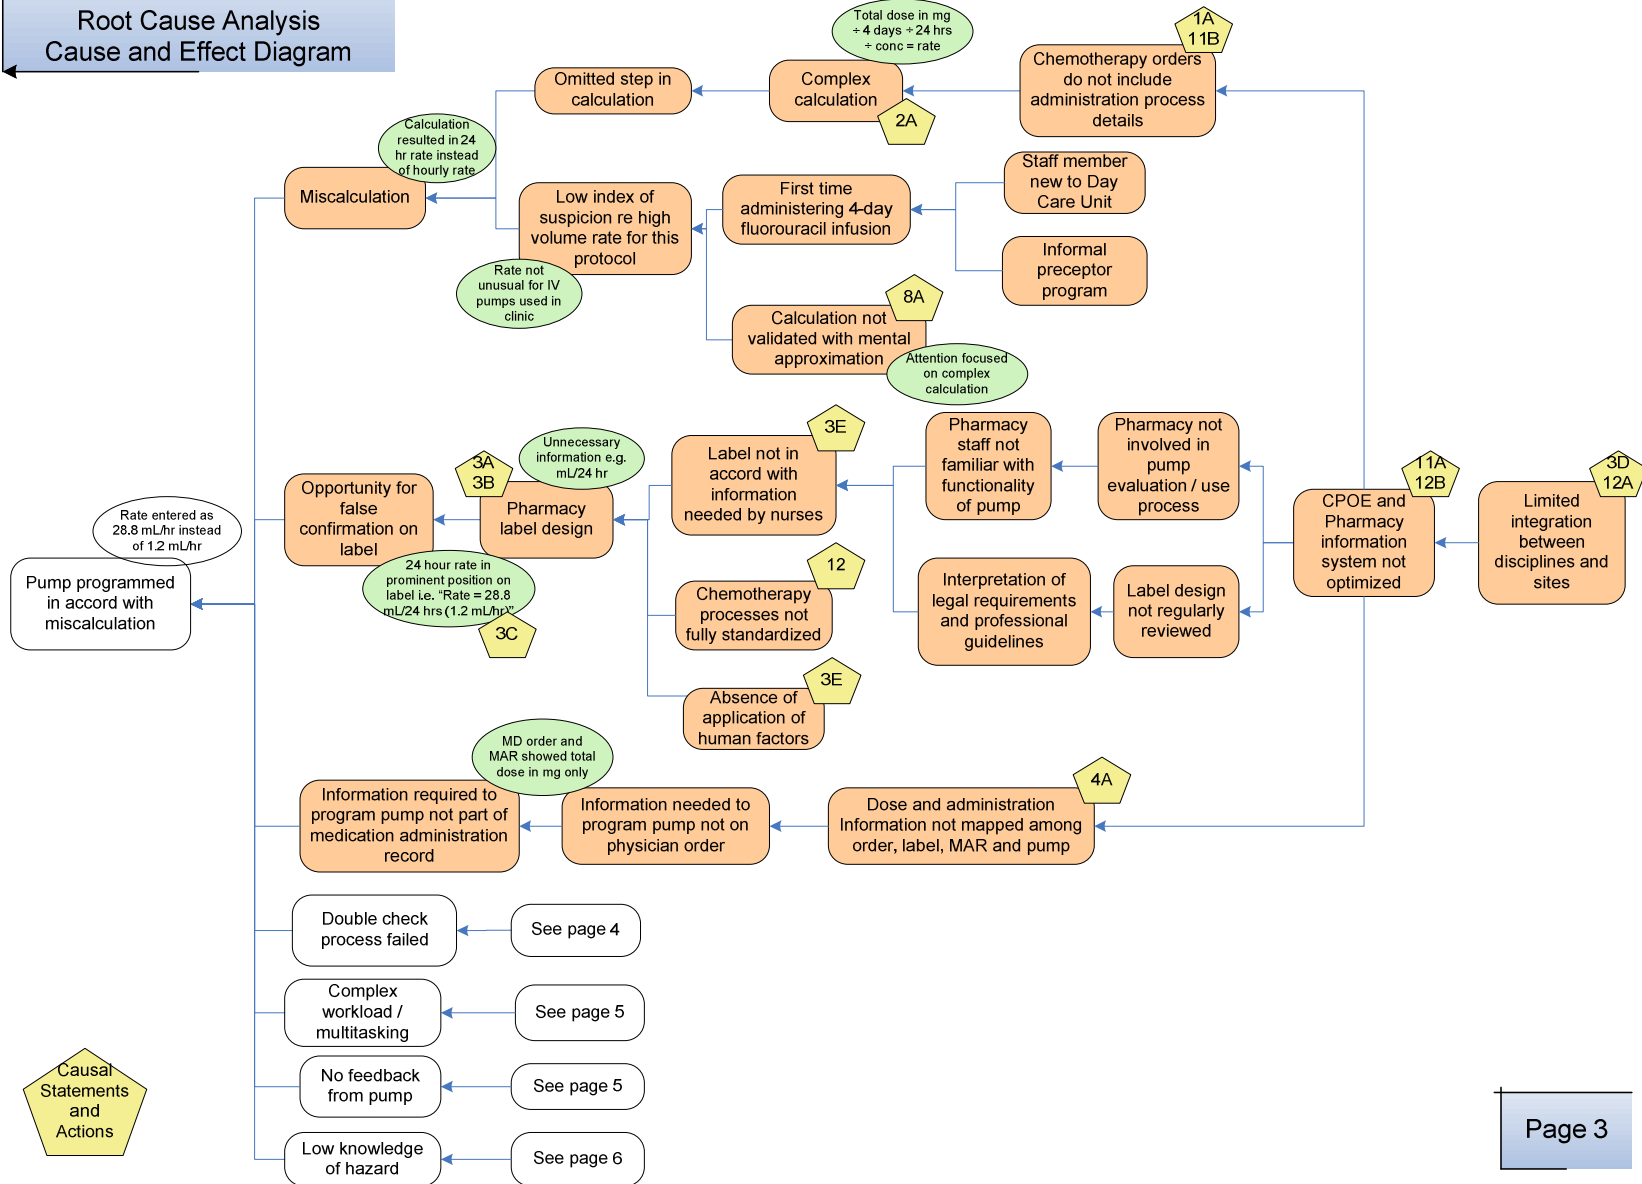 Root Cause Analysis
Cause and Effect Diagram
Total dose in mg
÷ 4 days ÷ 24 hrs
÷ conc = rate
1A
11B
Chemotherapy orders
do not include
administration process
details
Complex
calculation
2A
Omitted step in
calculation
Calculation
resulted in 24
hr rate instead
of hourly rate
Miscalculation
Low index of
suspicion re high
volume rate for this
protocol
Rate not
unusual for IV
pumps used in
clinic
First time
administering 4-day
fluorouracil infusion
Staff member
new to Day
Care Unit
Informal
preceptor
program
8A
Calculation not
validated with mental
approximation
Attention focused
on complex
calculation
Unnecessary
information e.g.
mL/24 hr
3A
3B
Opportunity for
false
confirmation on
label
Pharmacy
label design
24 hour rate in
prominent position on
label i.e. “Rate = 28.8
mL/24 hrs (1.2 mL/hr)”
3C
3E
Label not in
accord with
information
needed by nurses
Pharmacy
staff not
familiar with
functionality
of pump
Pharmacy not
involved in
pump
evaluation / use
process
11A
12B
CPOE and
Pharmacy
information
system not
optimized
3D
12A
Limited
integration
between
disciplines and
sites
12
Chemotherapy
processes not
fully standardized
Interpretation of
legal requirements
and professional
guidelines
Label design
not regularly
reviewed
3E
Absence of
application of
human factors
Rate entered as
28.8 mL/hr instead
of 1.2 mL/hr
Pump programmed
in accord with
miscalculation
MD order and
MAR showed total
dose in mg only
Information required to
program pump not part of
medication administration
record
Information needed to
program pump not on
physician order
4A
Dose and administration
Information not mapped among
order, label, MAR and pump
Double check
process failed
See page 4
Complex
workload /
multitasking
See page 5
No feedback
from pump
See page 5
Low knowledge
of hazard
See page 6
Causal
Statements
and
Actions
Page 3